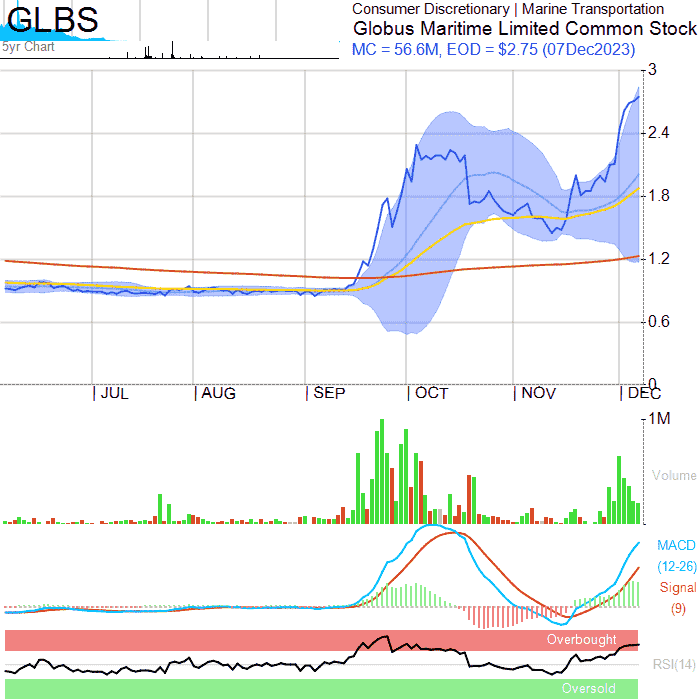 GLBS
5yr Chart
Consumer Discretionary | Marine Transportation
Globus Maritime Limited Common Stock
MC = 56.6M, EOD = $2.75 (07Dec2023)
3
2.4
1.8
1.2
0.6
0
JUL AUG SEP OCT NOV DEC
1M
Volume
MACD
(12-26)
Signal
(9)
Overbought
RSI(14)
Oversold